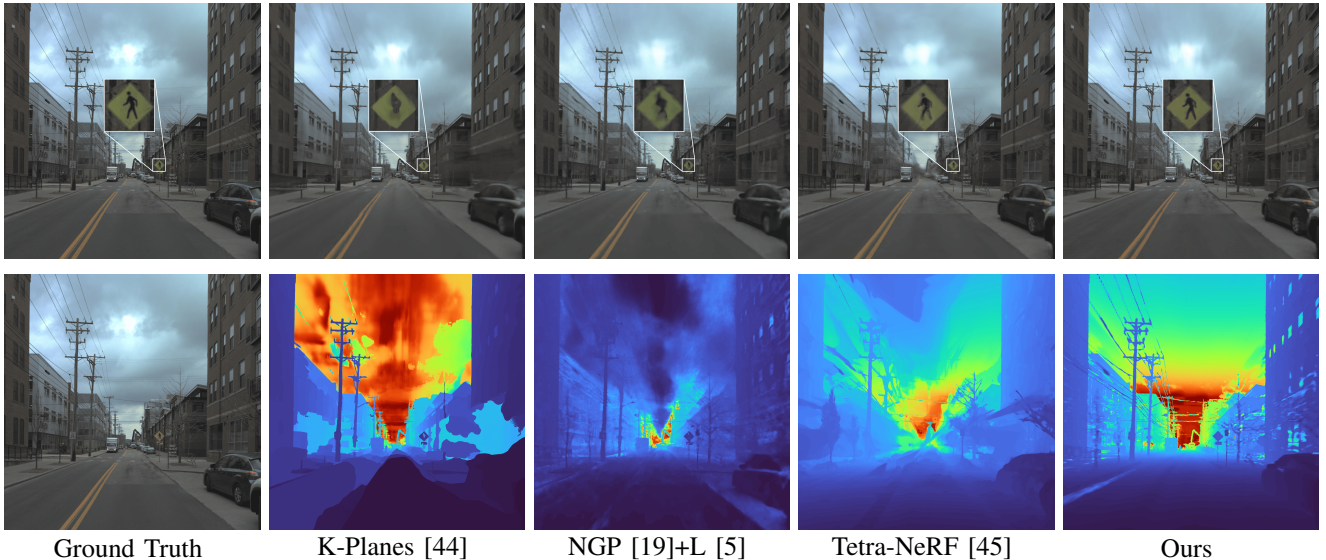 Ground Truth
K-Planes [44]
NGP [19]+L [5]
Tetra-NeRF [45]
Ours